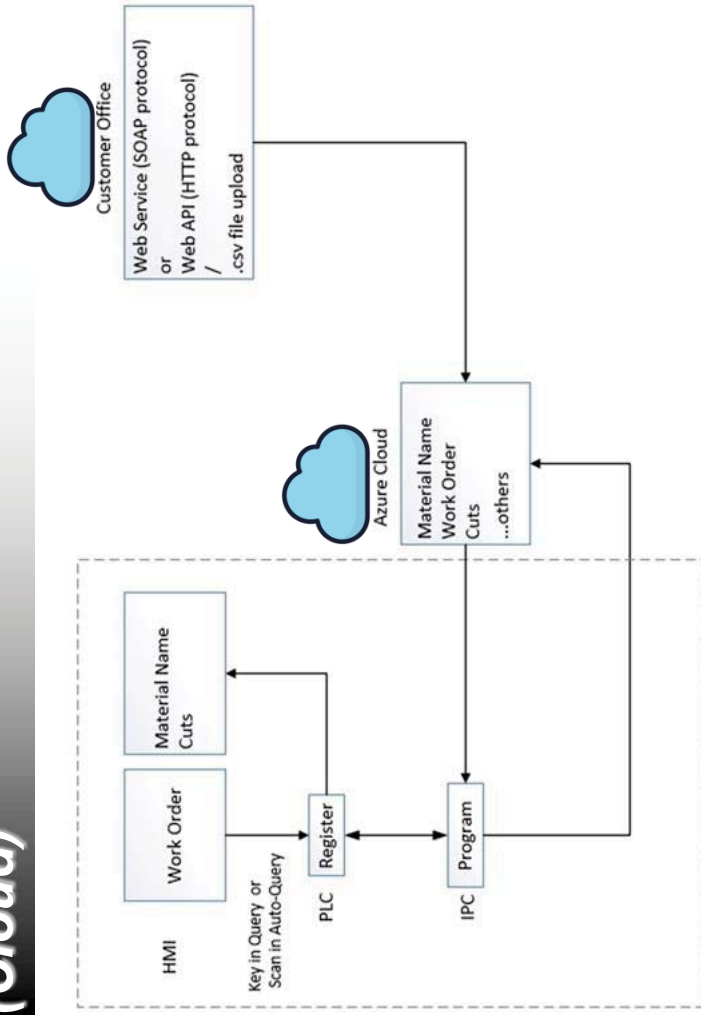 (Cloud)
Customer Office
Web Service (SOAP protocol)
or
Web API (HTTP protocol)
/
.csv file upload
Azure Cloud
Material Name
Work Order
Cuts
...others
HMI
Work Order
Material Name
Cuts
Key in Query or
Scan in Auto-Query
PLC
Register
IPC
Program